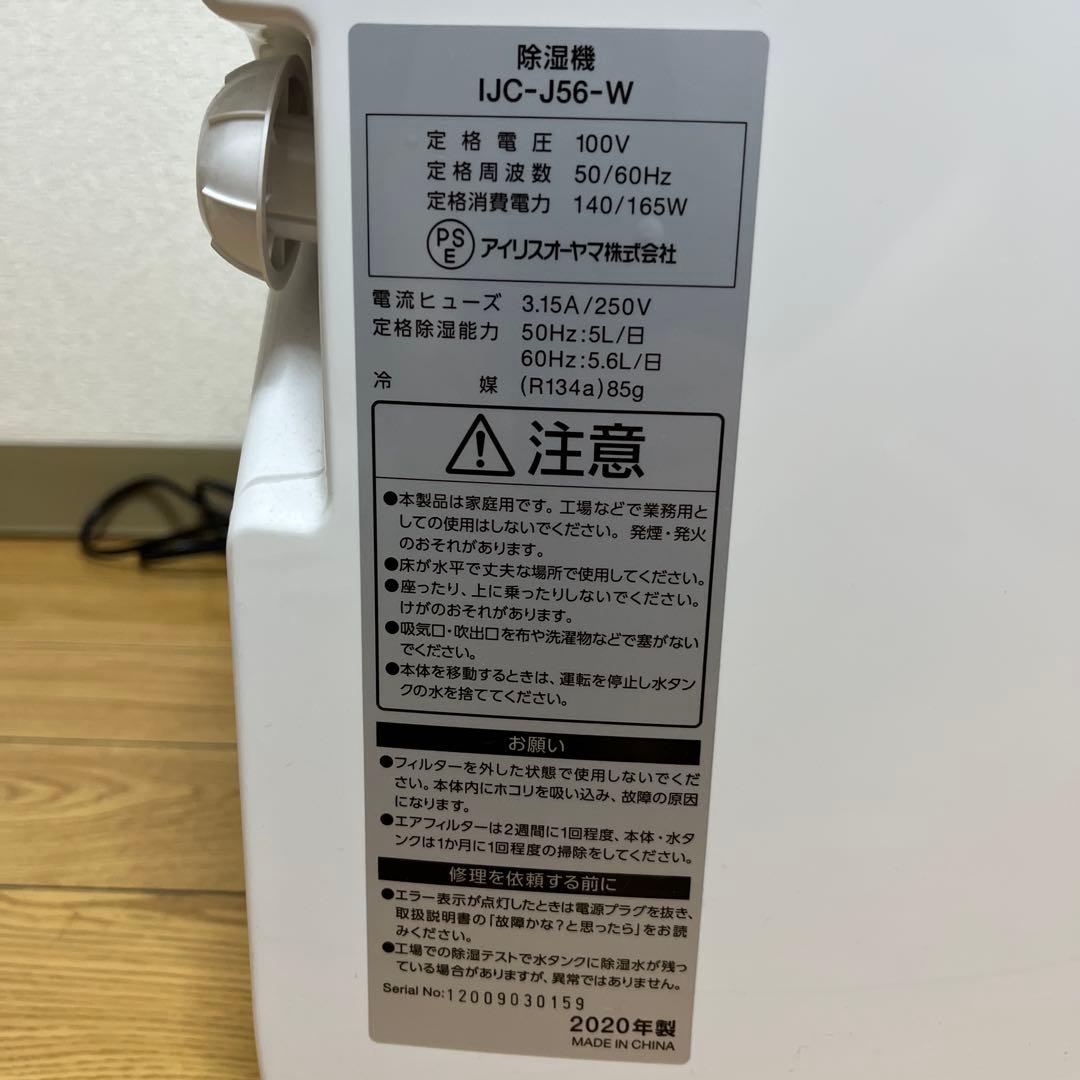 除湿機
IJC-J56-W
定格電圧 100V
定格周波数 50/60Hz
定格消費電力 140/165W
PSE アイリスオーヤマ株式会社
電流ヒューズ 3.15A/250V
定格除湿能力 50Hz:5L/日
60Hz:5.6L/日
冷媒 (R134a)85g
注意
●本製品は家庭用です。工場などで業務用と
しての使用はしないでください。発煙・発火
のおそれがあります。
●床が水平で丈夫な場所で使用してください。
●座ったり、上に乗ったりしないでください。
けがのおそれがあります。
●吸気口・吹出口を布や洗濯物などで塞がない
でください。
●本体を移動するときは、運転を停止し水タン
クの水を捨ててください。
お願い
●フィルターを外した状態で使用しないでくだ
さい。本体内にホコリを吸い込み、故障の原因
になります。
●エアフィルターは2週間に1回程度、本体・水タ
ンクは1か月に1回程度の掃除をしてください。
修理を依頼する前に
●エラー表示が点灯したときは電源プラグを抜き、
取扱説明書の「故障かな?と思ったら」をお読
みください。
●工場での除湿テストで水タンクに除湿水が残っ
ている場合がありますが、異常ではありません。
Serial No:12009030159
2020年製
MADE IN CHINA